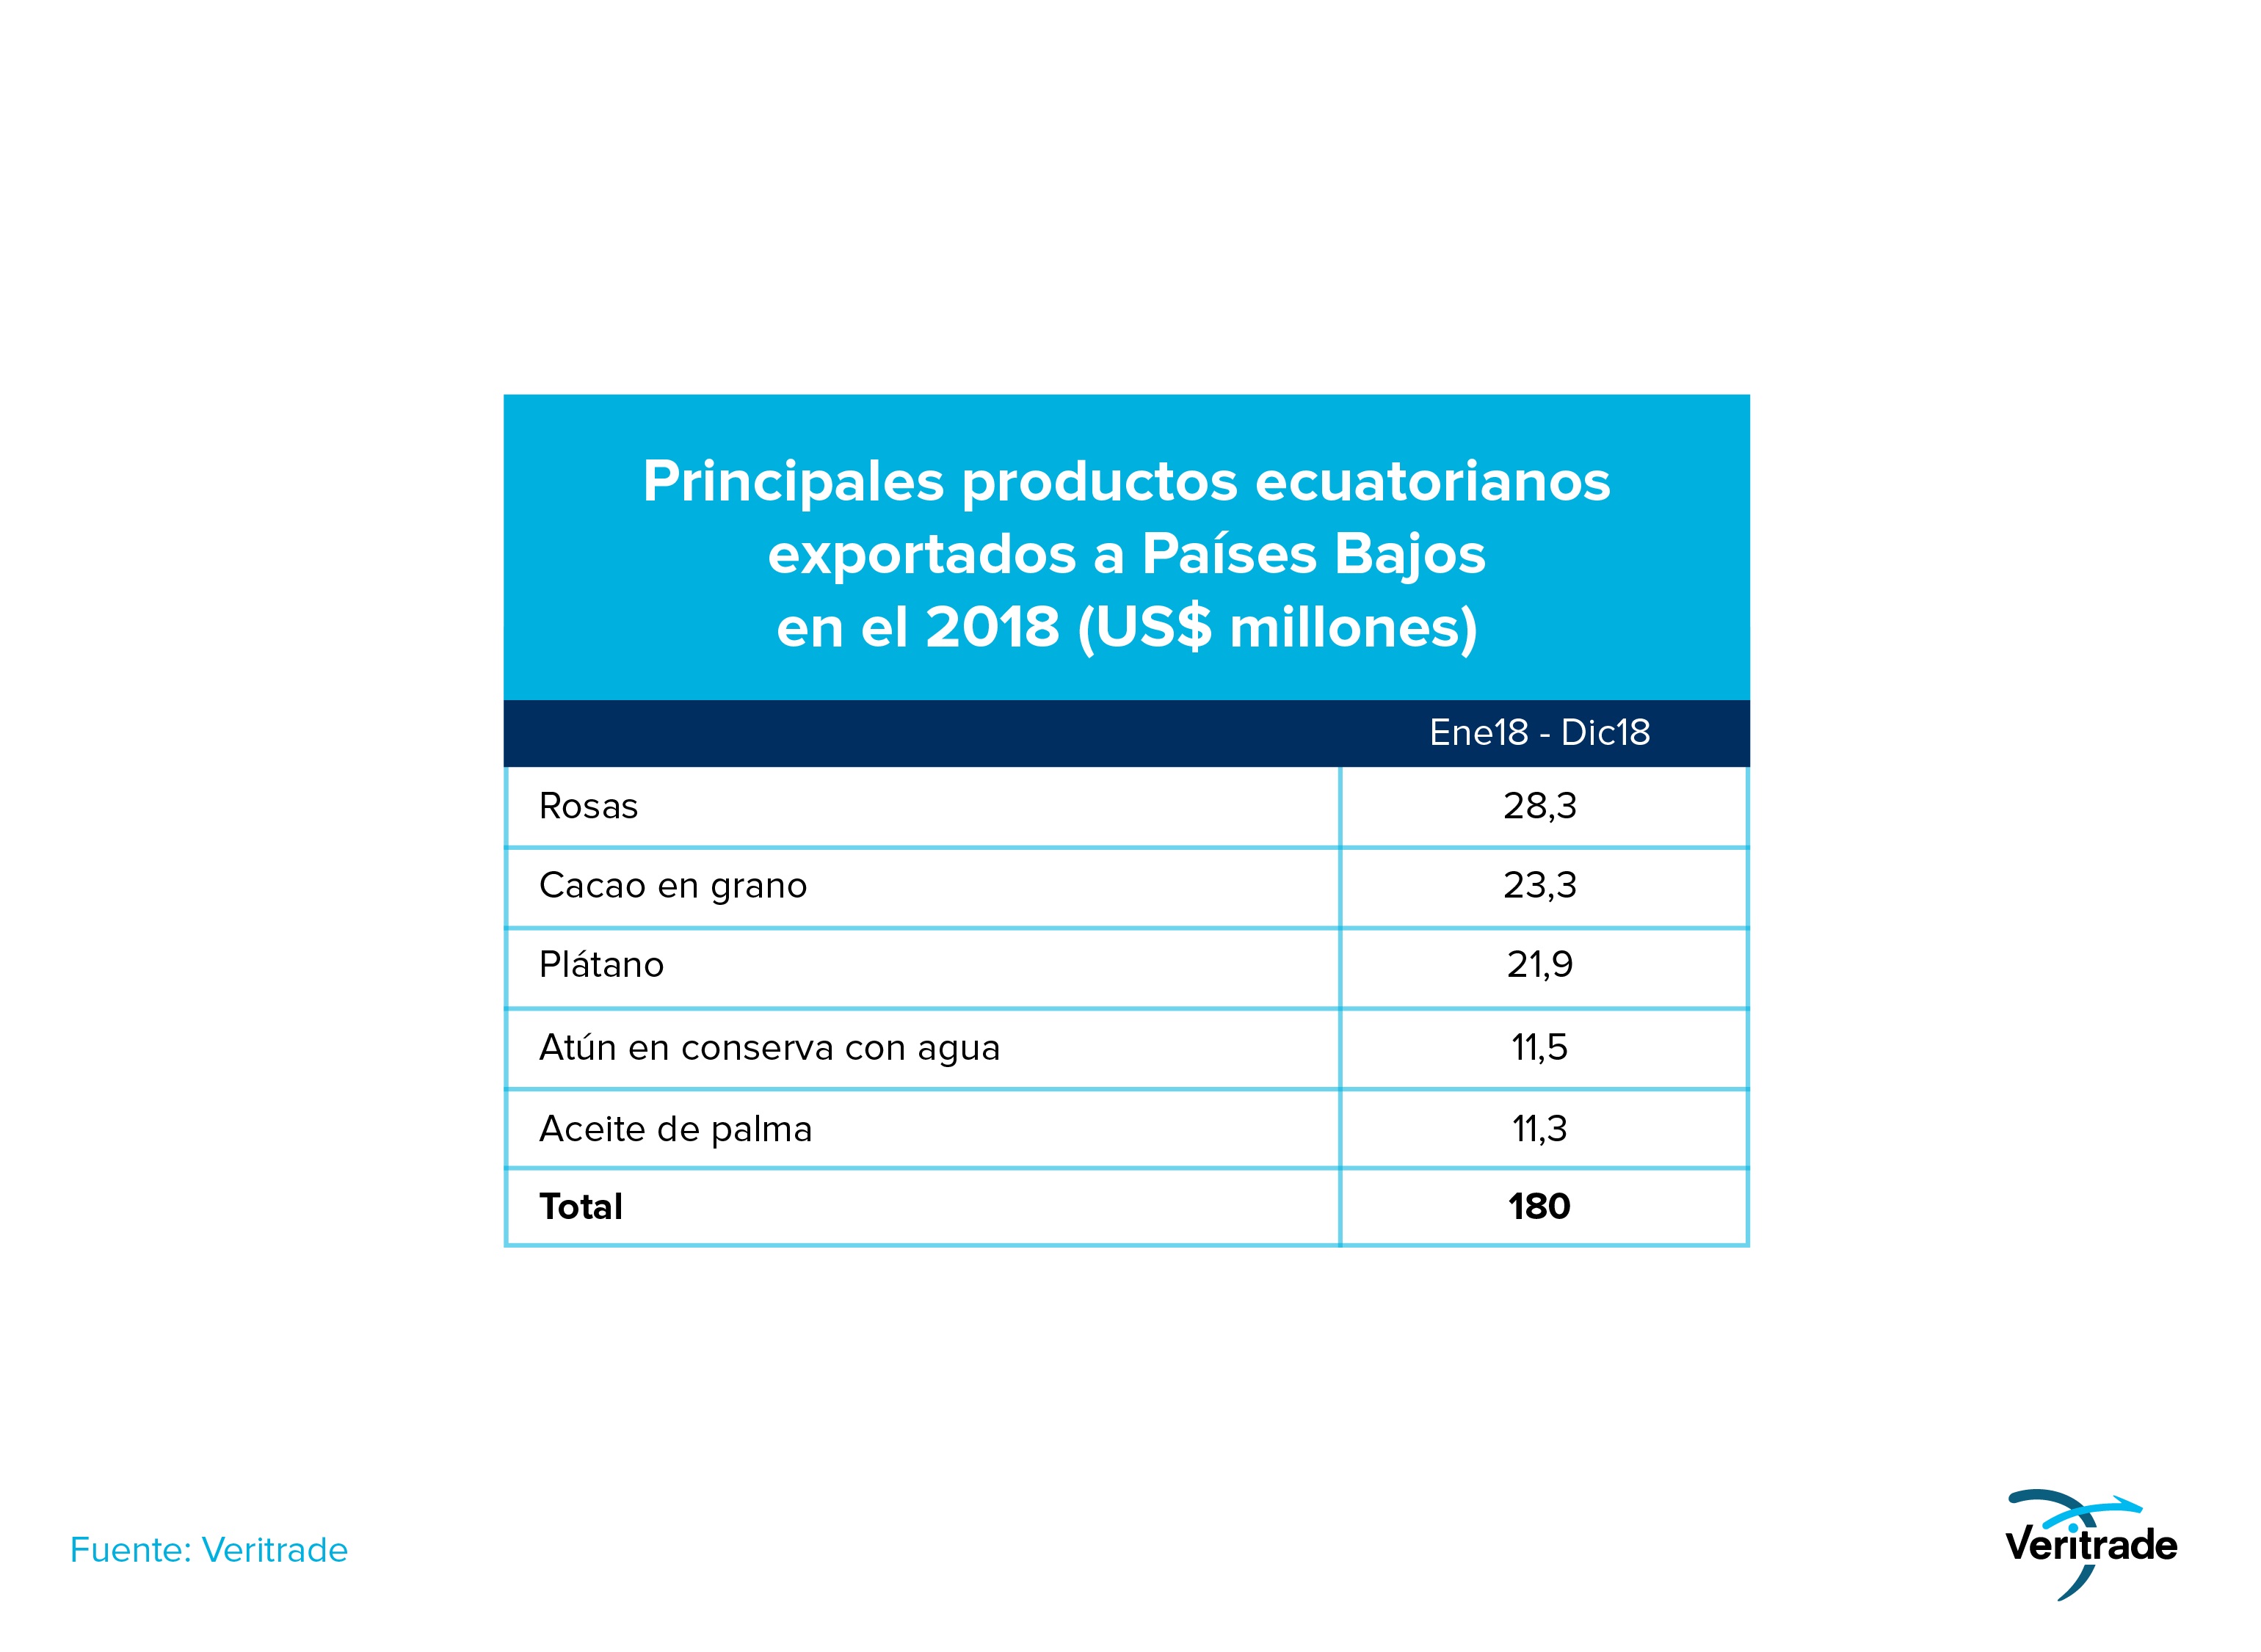 Principales productos ecuatorianos
exportados a Países Bajos
en el 2018 (US$ millones)
Ene18 - Dic18
Rosas 28,3
Cacao en grano 23,3
Plátano 21,9
Atún en conserva con agua 11,5
Aceite de palma 11,3
Total 180
Fuente: Veritrade
Veritrade